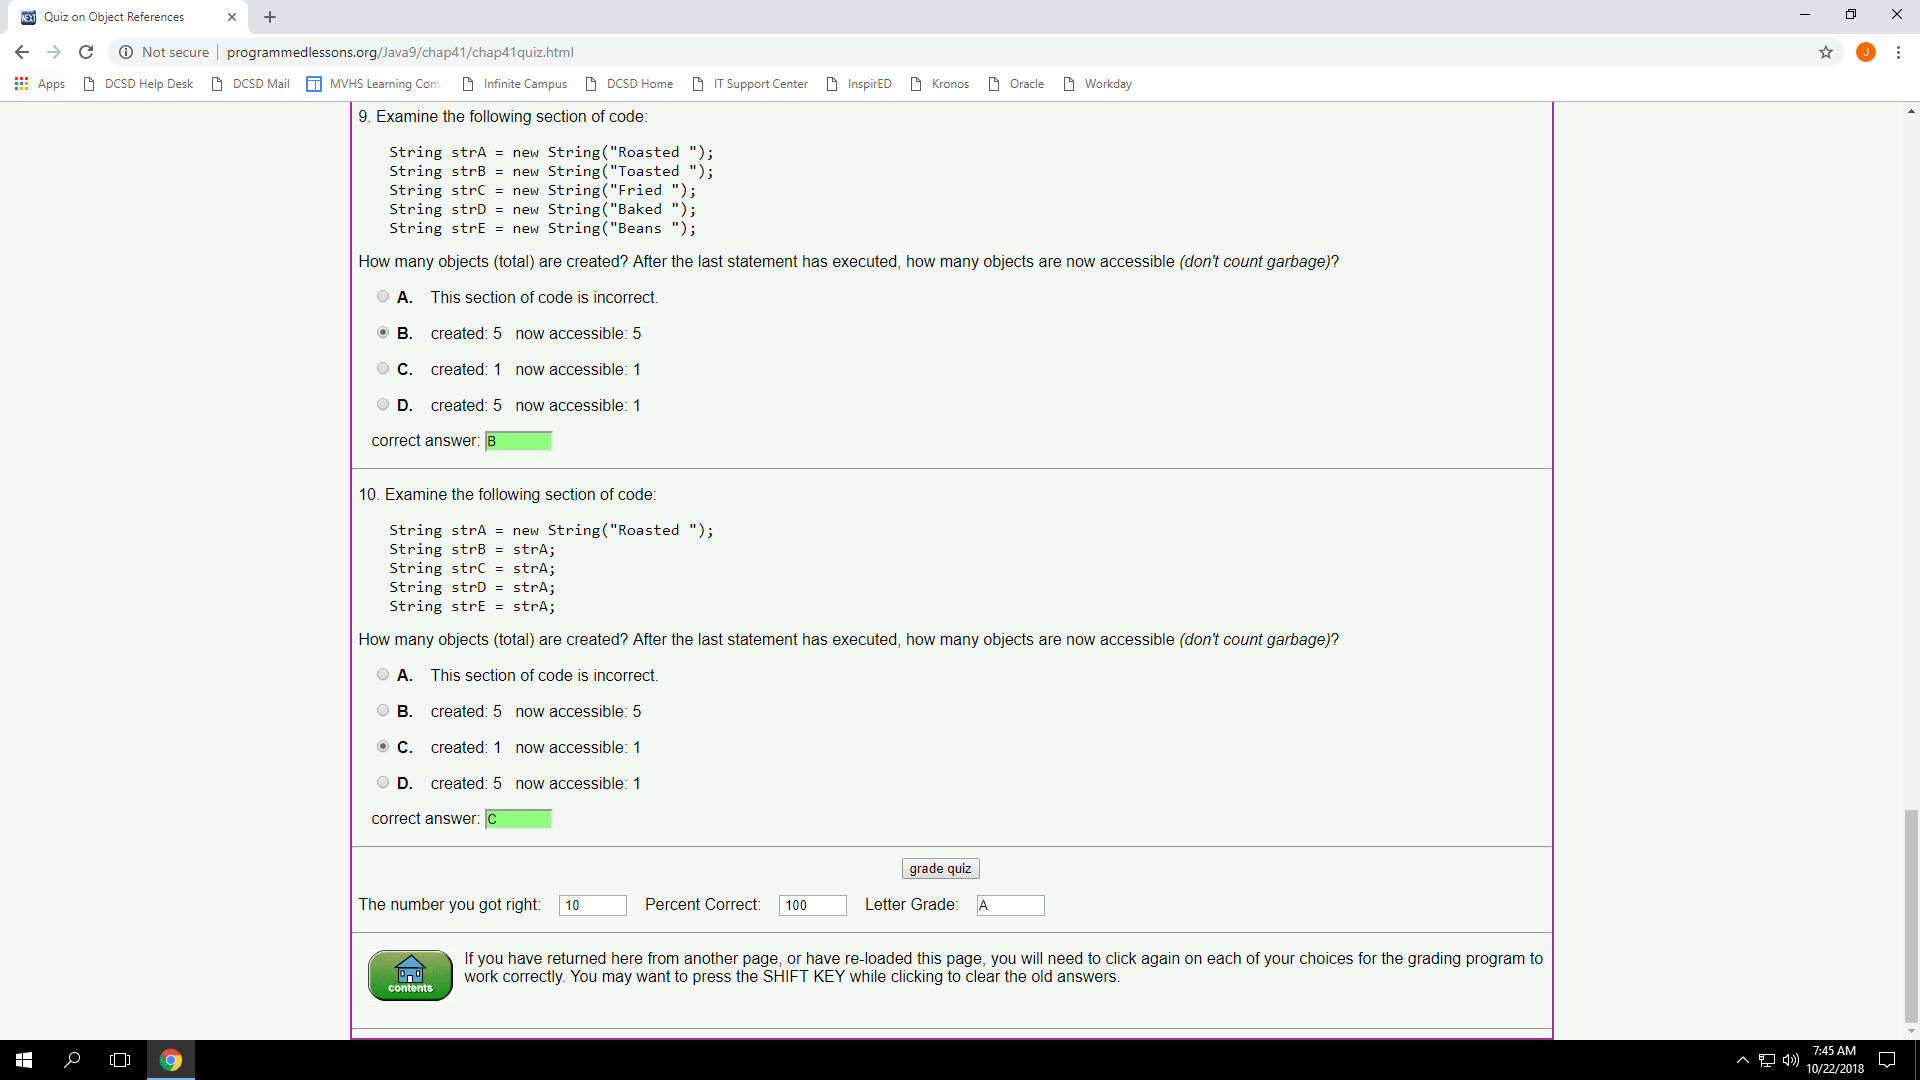 Quiz on Object References
Not secure programmedlessons.org/Java9/chap41/chap41quiz.html
J
Apps DCSD Help Desk DCSD Mail MVHS Learning Com Infinite Campus DCSD Home IT Support Center InspirED Kronos Oracle Workday
9. Examine the following section of code:
String strA = new String("Roasted ");
String strB = new String("Toasted ");
String strC = new String("Fried ");
String strD = new String("Baked ");
String strE = new String("Beans ");
How many objects (total) are created? After the last statement has executed, how many objects are now accessible (don't count garbage)?
A. This section of code is incorrect.
B. created: 5 now accessible: 5
C. created: 1 now accessible: 1
D. created: 5 now accessible: 1
correct answer: B
10. Examine the following section of code:
String strA = new String("Roasted ");
String strB = strA;
String strC = strA;
String strD = strA;
String strE = strA;
How many objects (total) are created? After the last statement has executed, how many objects are now accessible (don't count garbage)?
A. This section of code is incorrect.
B. created: 5 now accessible: 5
C. created: 1 now accessible: 1
D. created: 5 now accessible: 1
correct answer: C
grade quiz
The number you got right: 10 Percent Correct: 100 Letter Grade: A
If you have returned here from another page, or have re-loaded this page, you will need to click again on each of your choices for the grading program to
work correctly. You may want to press the SHIFT KEY while clicking to clear the old answers.
contents
7:45 AM
10/22/2018